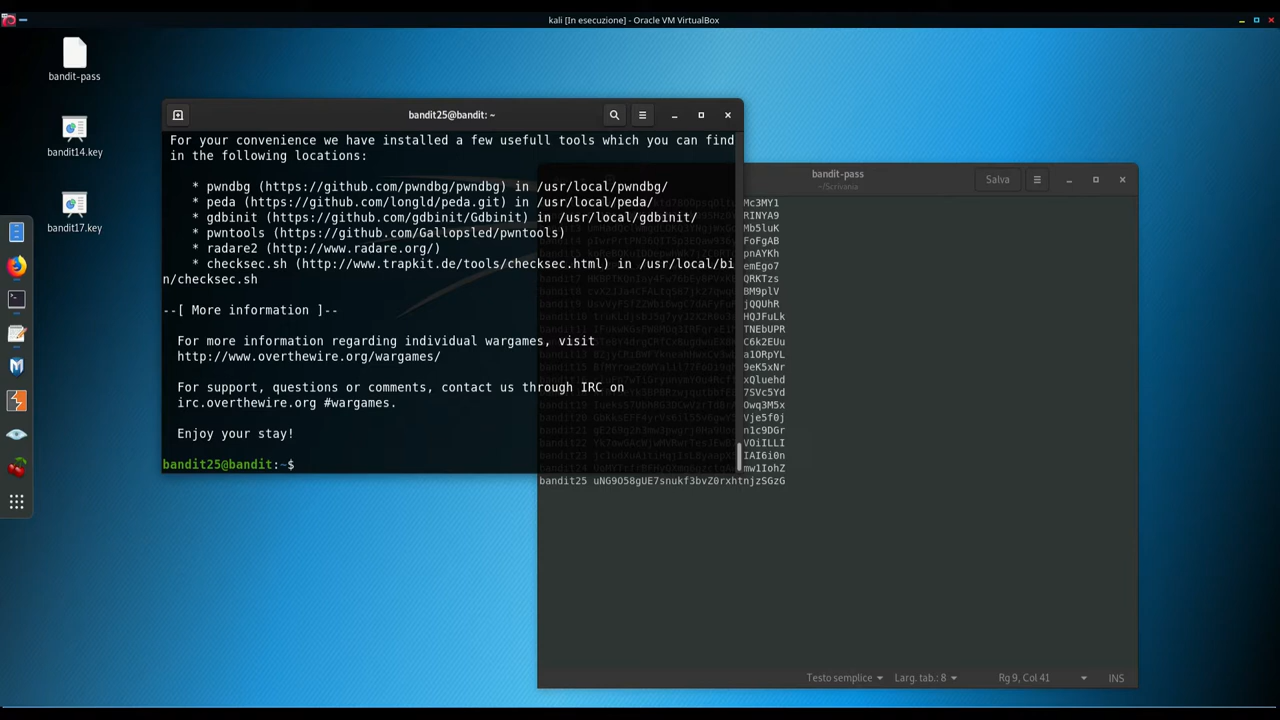 kali [In esecuzione] - Oracle VM VirtualBox
bandit-pass
bandit14.key
bandit17.key
bandit25@bandit: ~
For your convenience we have installed a few usefull tools which you can find
in the following locations:
* pwndbg (https://github.com/pwndbg/pwndbg) in /usr/local/pwndbg/
* peda (https://github.com/longld/peda.git) in /usr/local/peda/
* gdbinit (https://github.com/gdbinit/Gdbinit) in /usr/local/gdbinit/
* pwntools (https://github.com/Gallopsled/pwntools)
* radare2 (http://www.radare.org/)
* checksec.sh (http://www.trapkit.de/tools/checksec.html) in /usr/local/bi
n/checksec.sh
--[ More information ]--
For more information regarding individual wargames, visit
http://www.overthewire.org/wargames/
For support, questions or comments, contact us through IRC on
irc.overthewire.org #wargames.
Enjoy your stay!
bandit25@bandit:~$
bandit-pass
~/Scrivania
Salva
Mc3MY1
RINYA9
Mb5luK
FoFgAB
pnAYKh
emEgo7
QRKTzs
BM9plV
jQQUhR
HQJFuLk
TNEbUPR
C6k2EUu
a1ORpYL
9eK5xNr
xQluehd
7SVc5Yd
Owq3M5x
Vje5f0j
n1c9DGr
VOiILLI
IAI6i0n
mw1IohZ
bandit25 uNG9O58gUE7snukf3bvZ0rxhtnjzSGzG
Testo semplice
Larg. tab.: 8
Rg 9, Col 41
INS